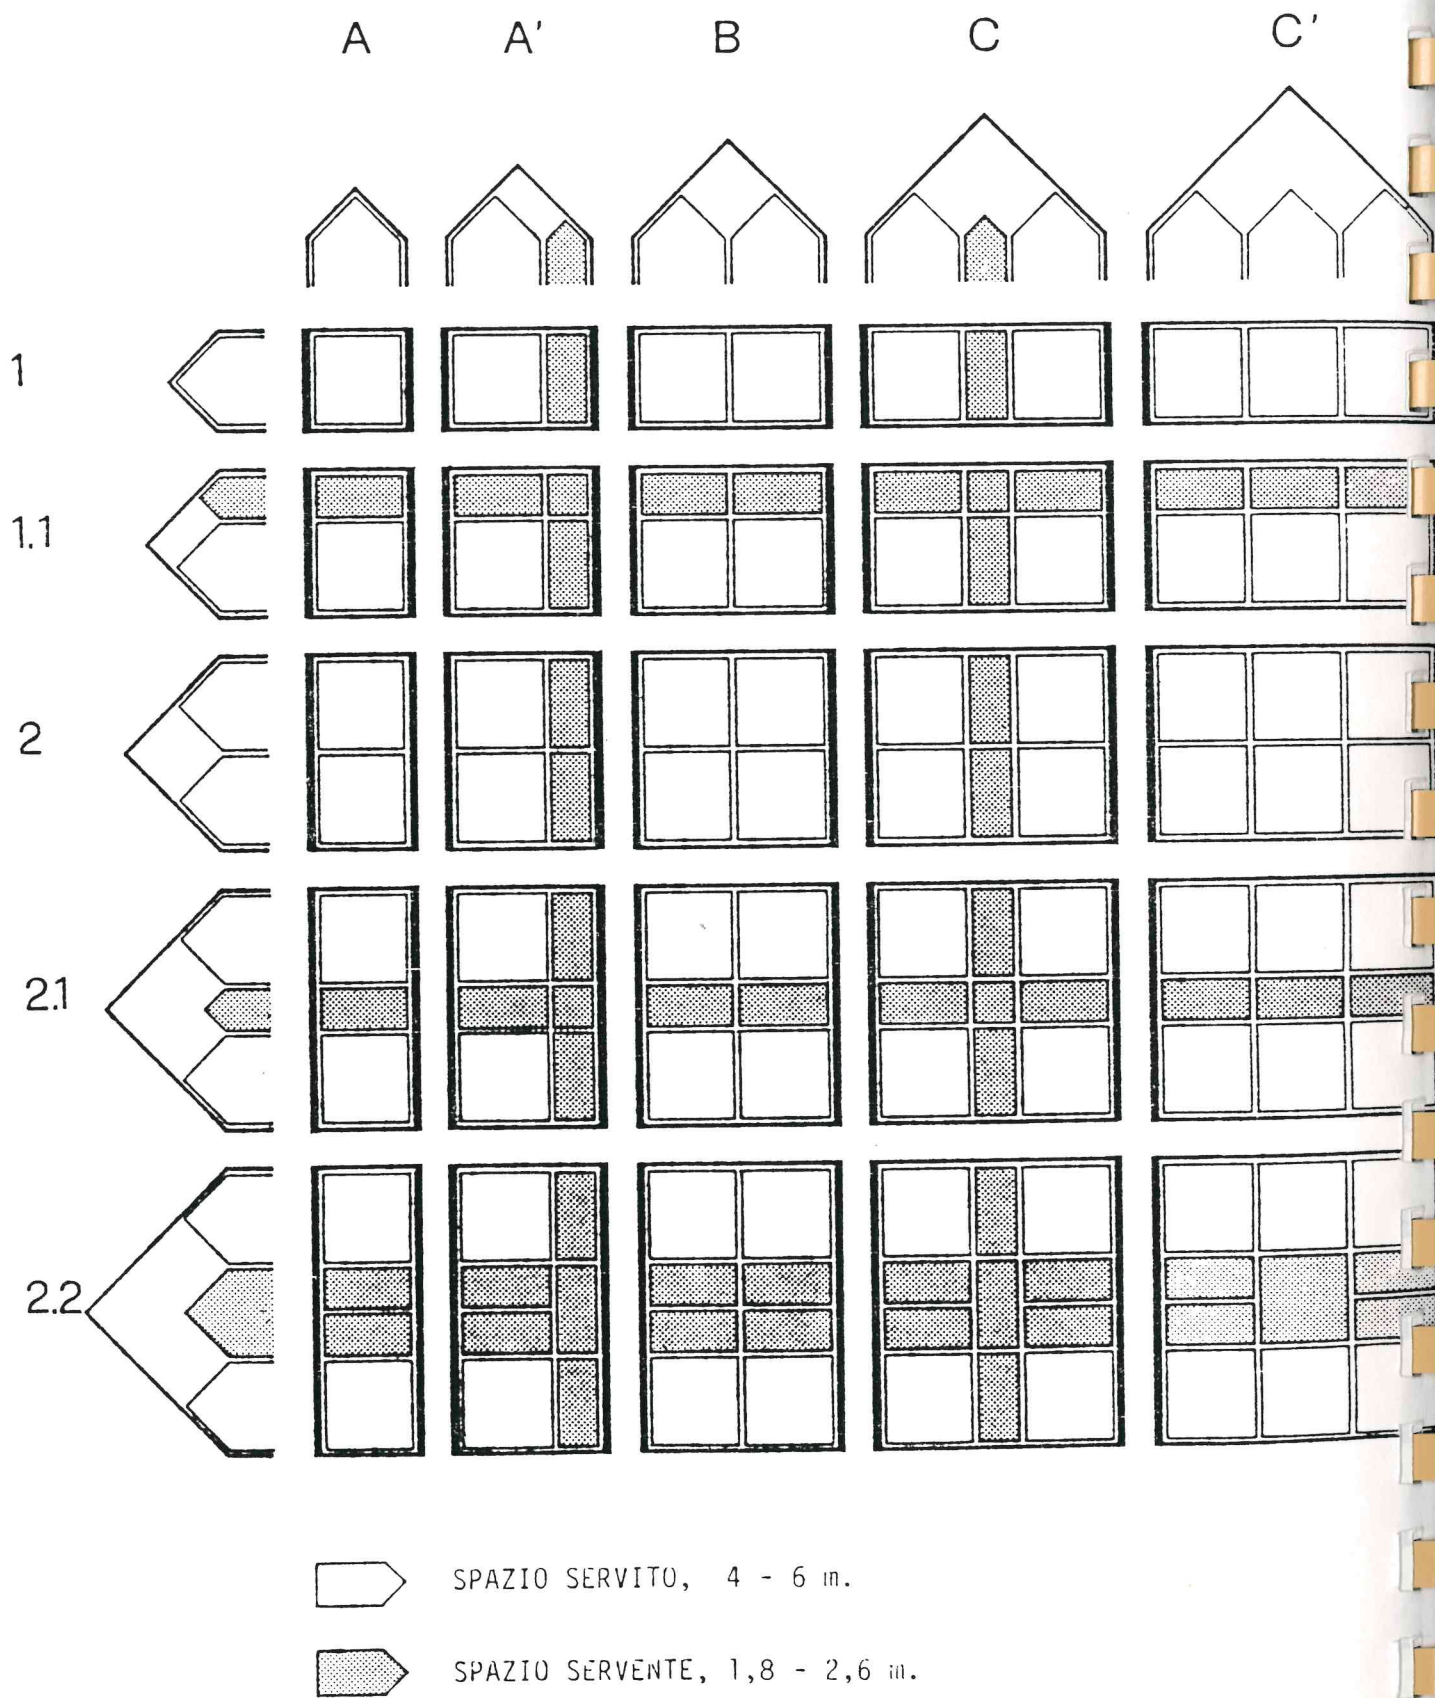 A A' B C C'
1
1.1
2
2.1
2.2
SPAZIO SERVITO, 4 - 6 m.
SPAZIO SERVENTE, 1,8 - 2,6 m.